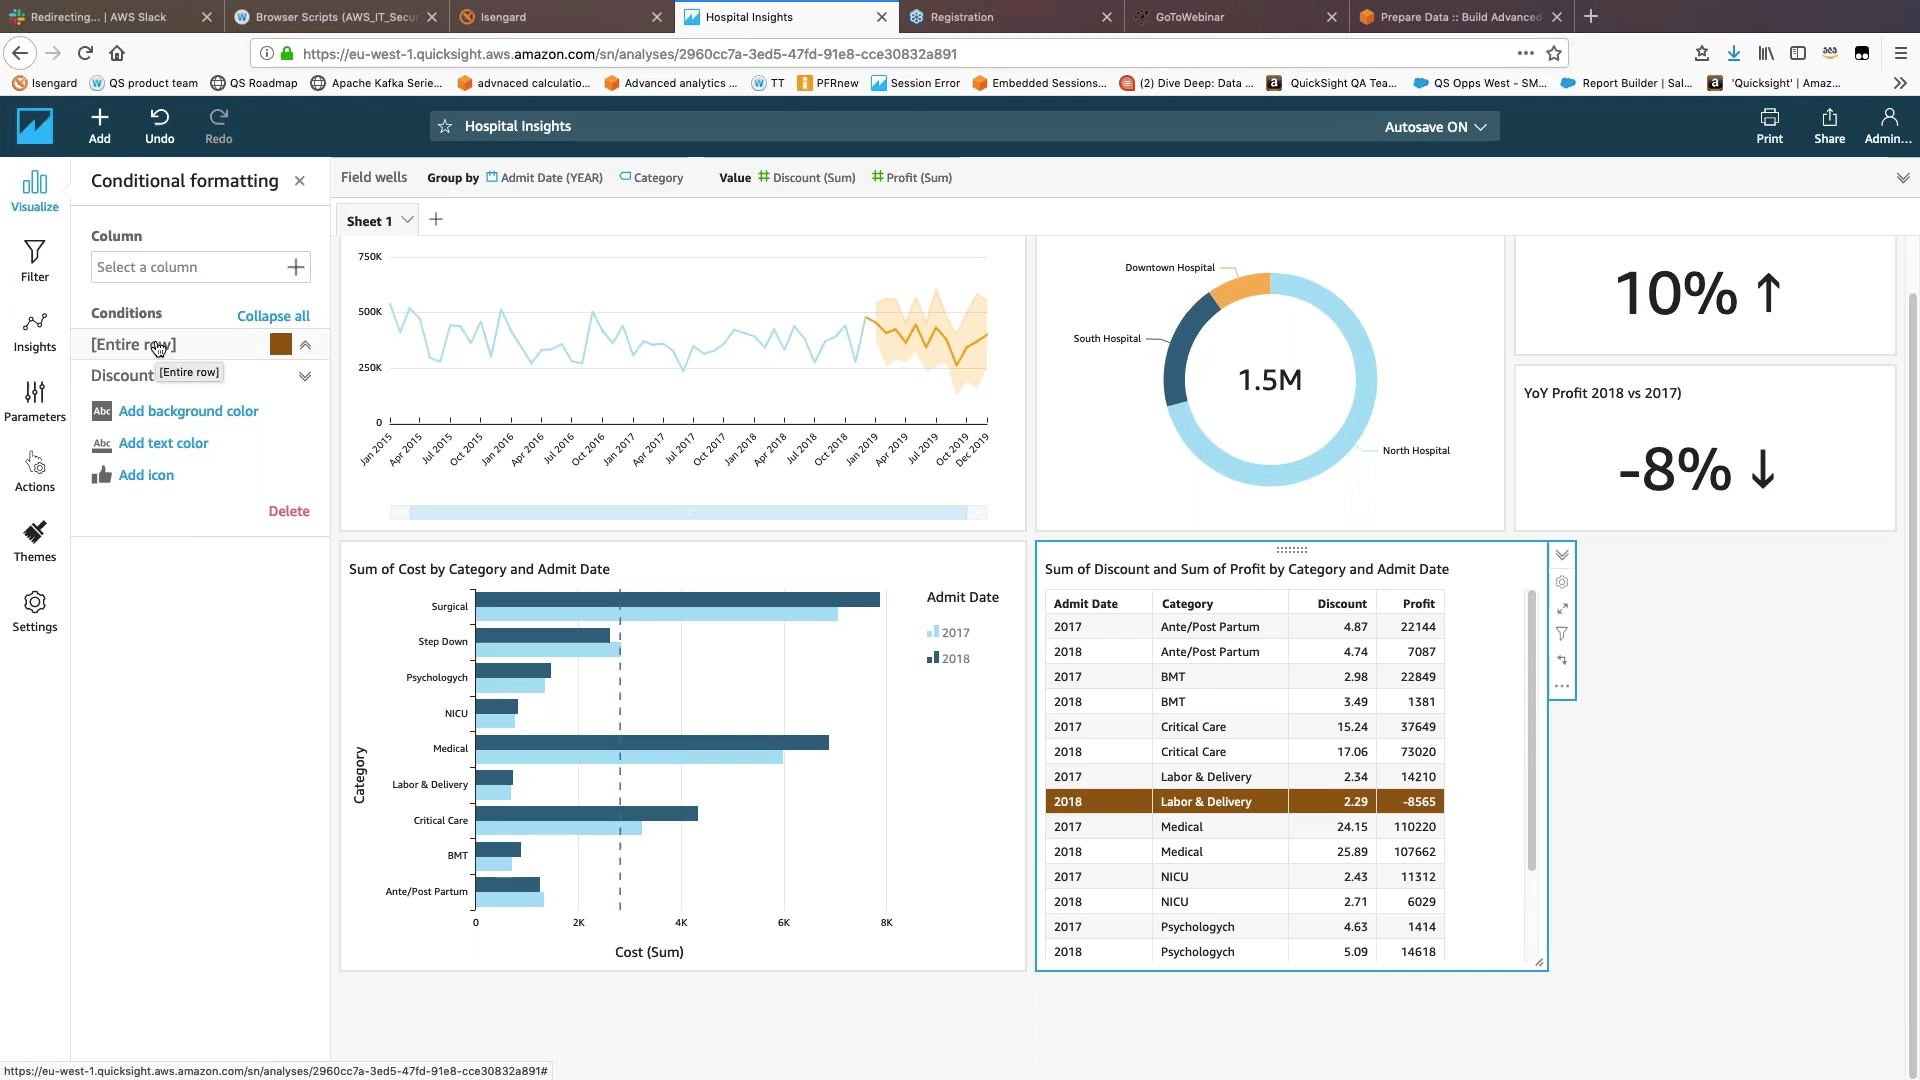 Redirecting... | AWS Slack
Browser Scripts (AWS_IT_Secur
Isengard
Hospital Insights
Registration
GoToWebinar
Prepare Data :: Build Advanced
https://eu-west-1.quicksight.aws.amazon.com/sn/analyses/2960cc7a-3ed5-47fd-91e8-cce30832a891
Isengard
QS product team
QS Roadmap
Apache Kafka Serie...
advnaced calculatio...
Advanced analytics ...
TT
PFRnew
Session Error
Embedded Sessions...
(2) Dive Deep: Data ...
QuickSight QA Tea...
QS Opps West - SM...
Report Builder | Sal...
'Quicksight' | Amaz...
Add
Undo
Redo
Hospital Insights
Autosave ON
Print
Share
Admin...
Visualize
Filter
Insights
Parameters
Actions
Themes
Settings
Conditional formatting
Column
Select a column
Conditions
Collapse all
[Entire row]
Discount
[Entire row]
Abc Add background color
Abc Add text color
Add icon
Delete
Field wells
Group by Admit Date (YEAR) Category
Value Discount (Sum) Profit (Sum)
Sheet 1
750K
500K
250K
0
Jan 2015
Apr 2015
Jul 2015
Oct 2015
Jan 2016
Apr 2016
Jul 2016
Oct 2016
Jan 2017
Apr 2017
Jul 2017
Oct 2017
Jan 2018
Apr 2018
Jul 2018
Oct 2018
Jan 2019
Apr 2019
Jul 2019
Oct 2019
Dec 2019
Downtown Hospital
South Hospital
1.5M
North Hospital
10% ↑
YoY Profit 2018 vs 2017)
-8% ↓
Sum of Cost by Category and Admit Date
Category
Surgical
Step Down
Psychologych
NICU
Medical
Labor & Delivery
Critical Care
BMT
Ante/Post Partum
0 2K 4K 6K 8K
Cost (Sum)
Admit Date
2017
2018
Sum of Discount and Sum of Profit by Category and Admit Date
Admit Date Category Discount Profit
2017 Ante/Post Partum 4.87 22144
2018 Ante/Post Partum 4.74 7087
2017 BMT 2.98 22849
2018 BMT 3.49 1381
2017 Critical Care 15.24 37649
2018 Critical Care 17.06 73020
2017 Labor & Delivery 2.34 14210
2018 Labor & Delivery 2.29 -8565
2017 Medical 24.15 110220
2018 Medical 25.89 107662
2017 NICU 2.43 11312
2018 NICU 2.71 6029
2017 Psychologych 4.63 1414
2018 Psychologych 5.09 14618
https://eu-west-1.quicksight.aws.amazon.com/sn/analyses/2960cc7a-3ed5-47fd-91e8-cce30832a891#